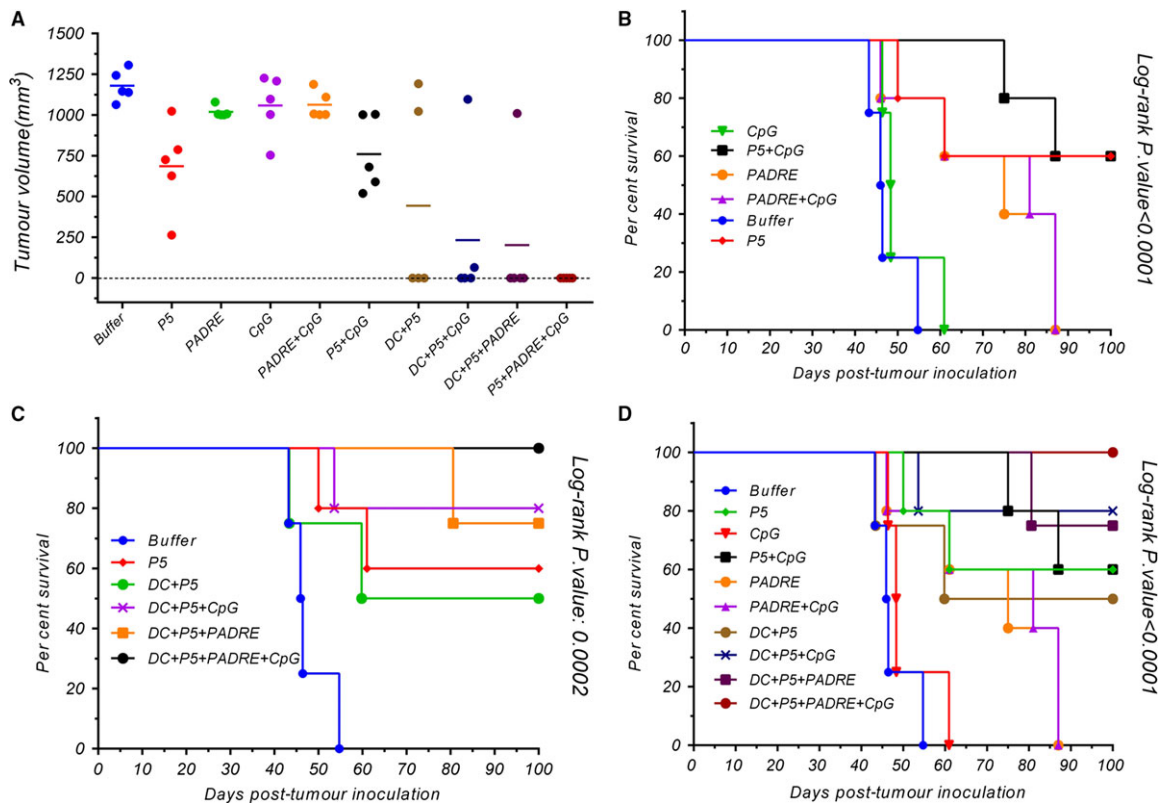 A
Tumour volume(mm³)
1500
1250
1000
750
500
250
0
Buffer
P5
PADRE
CpG
PADRE+CpG
P5+CpG
DC+P5
DC+P5+CpG
DC+P5+PADRE
P5+PADRE+CpG
B
Per cent survival
100
80
60
40
20
0
CpG
P5+CpG
PADRE
PADRE+CpG
Buffer
P5
0 10 20 30 40 50 60 70 80 90 100
Days post-tumour inoculation
Log-rank P.value<0.0001
C
Per cent survival
100
80
60
40
20
0
Buffer
P5
DC+P5
DC+P5+CpG
DC+P5+PADRE
DC+P5+PADRE+CpG
0 10 20 30 40 50 60 70 80 90 100
Days post-tumour inoculation
Log-rank P.value: 0.0002
D
Per cent survival
100
80
60
40
20
0
Buffer
P5
CpG
P5+CpG
PADRE
PADRE+CpG
DC+P5
DC+P5+CpG
DC+P5+PADRE
DC+P5+PADRE+CpG
0 10 20 30 40 50 60 70 80 90 100
Days post-tumour inoculation
Log-rank P.value<0.0001